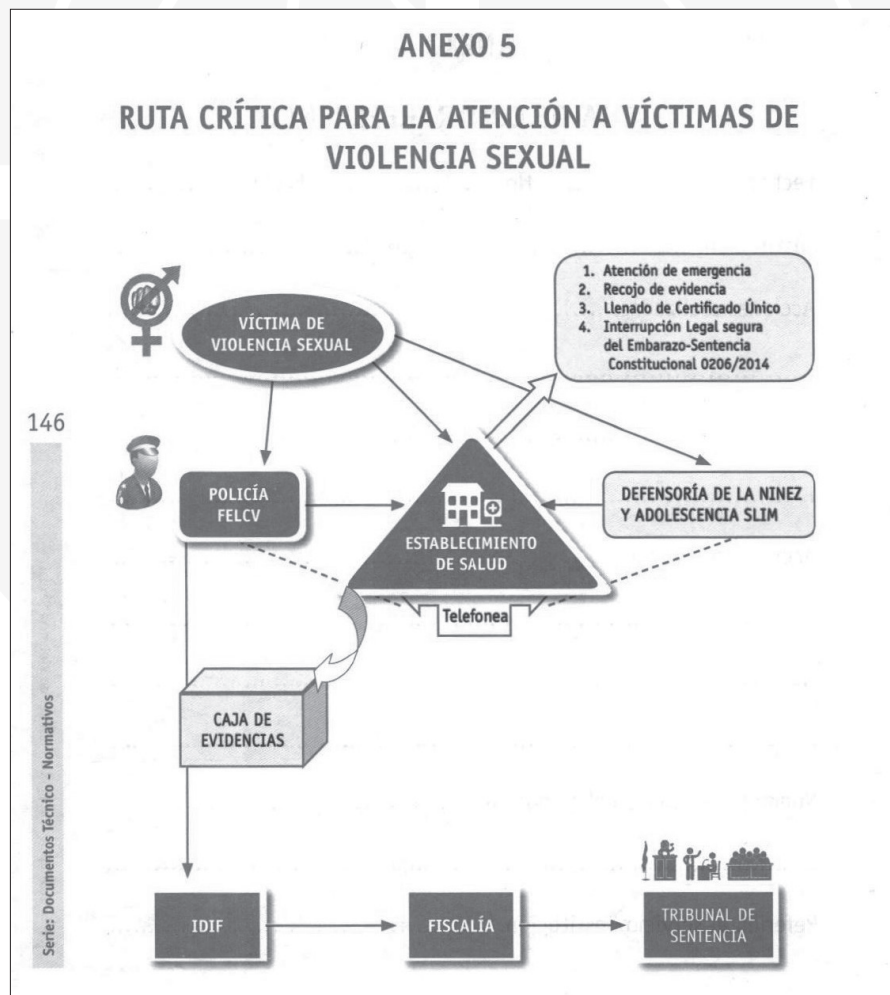 ANEXO 5
RUTA CRÍTICA PARA LA ATENCIÓN A VÍCTIMAS DE
VIOLENCIA SEXUAL
1. Atención de emergencia
2. Recojo de evidencia
3. Llenado de Certificado Único
4. Interrupción Legal segura
del Embarazo-Sentencia
Constitucional 0206/2014
VÍCTIMA DE
VIOLENCIA SEXUAL
146
POLICÍA
FELCV
ESTABLECIMIENTO
DE SALUD
DEFENSORÍA DE LA NINEZ
Y ADOLESCENCIA SLIM
Telefonea
CAJA DE
EVIDENCIAS
Serie: Documentos Técnico - Normativos
IDIF
FISCALÍA
TRIBUNAL DE
SENTENCIA